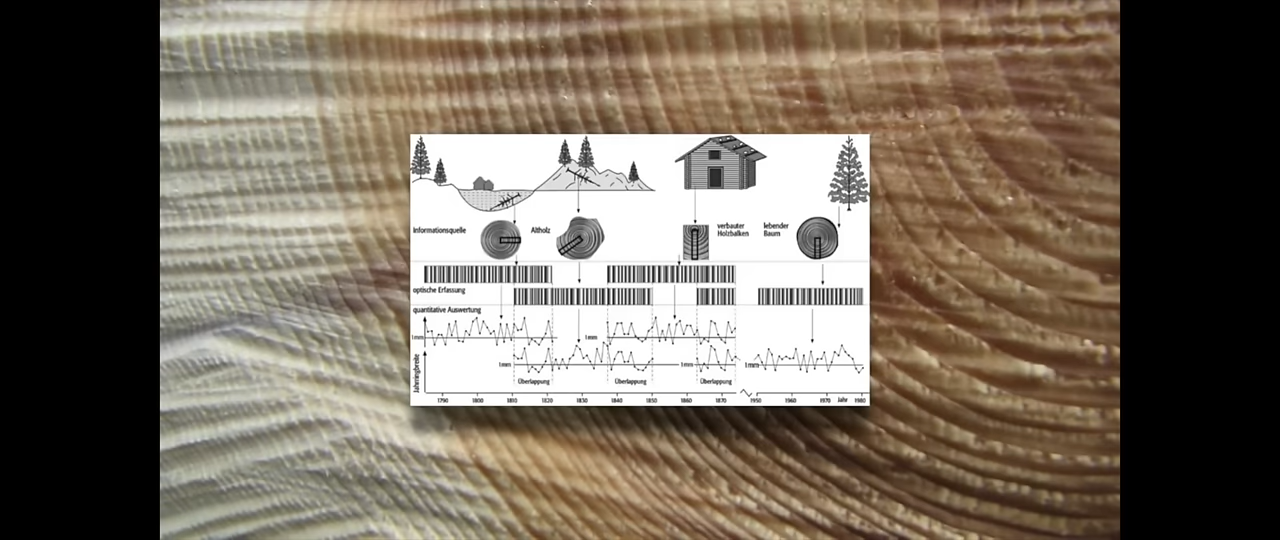 Informationsquelle
Altholz
verbauter
Holzbalken
lebender
Baum
optische Erfassung
quantitative Auswertung
1mm
1mm
1mm
1mm
1mm
Jahrringbreite
Überlappung
Überlappung
Überlappung
1790 1800 1810 1820 1830 1840 1850 1860 1870 1950 1960 1970 Jahr 1980